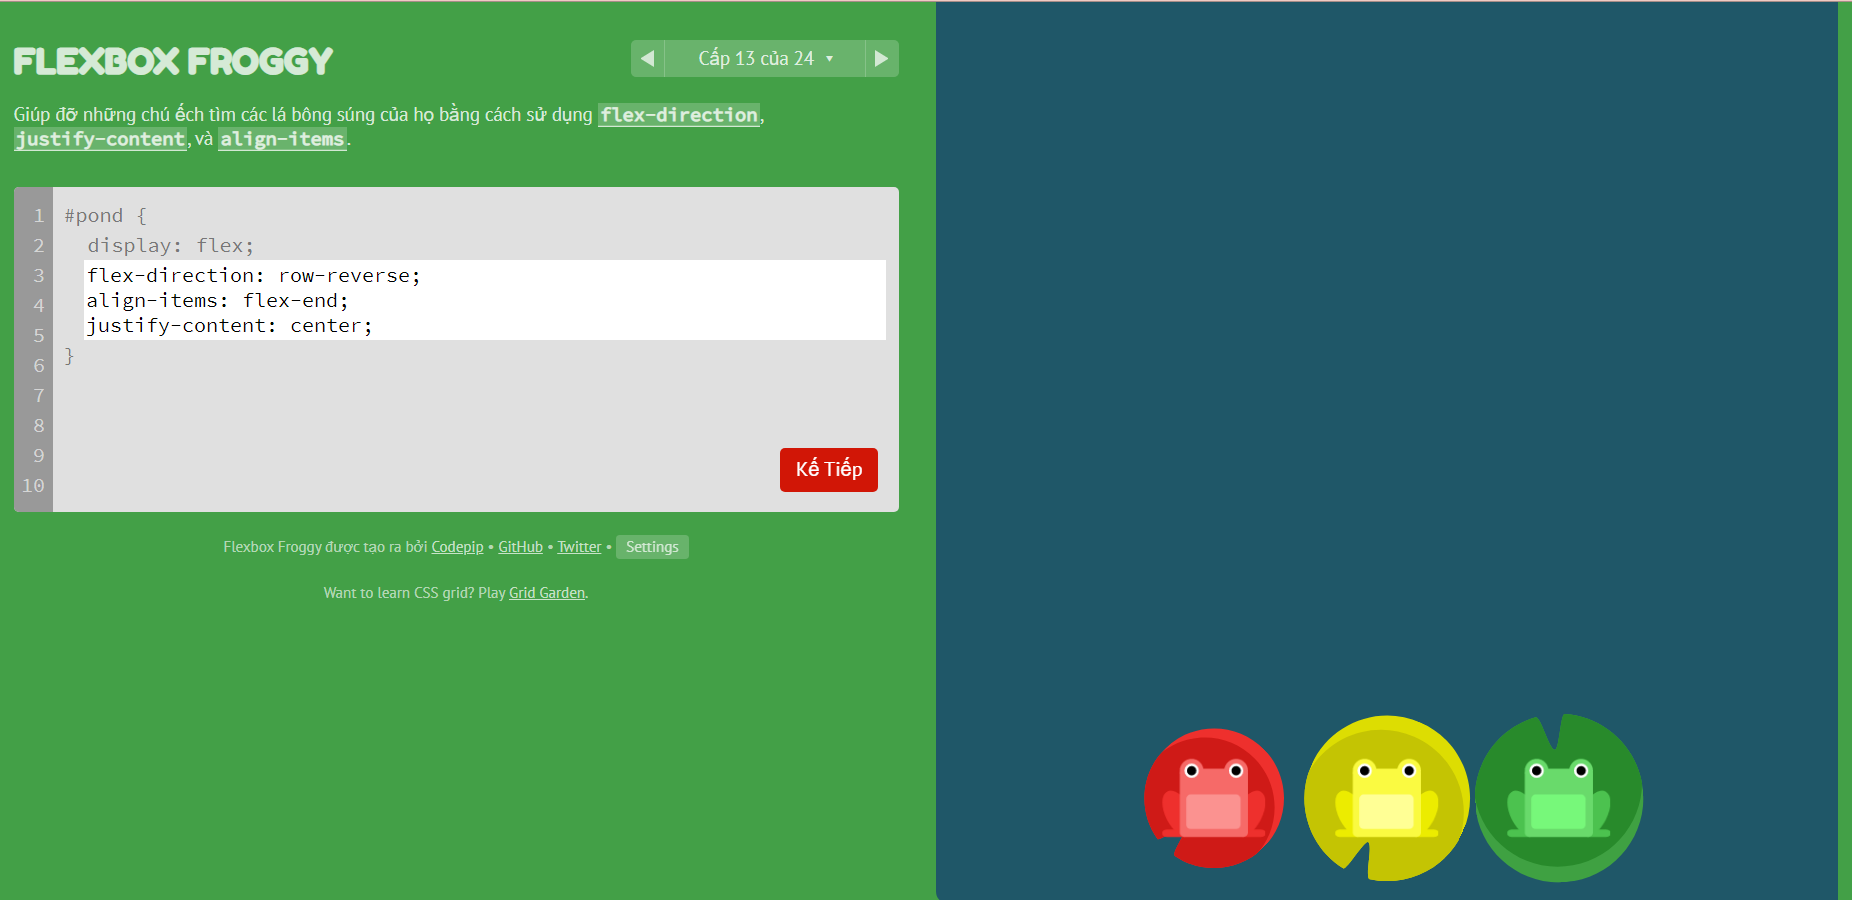 FLEXBOX FROGGY
Cấp 13 của 24
Giúp đỡ những chú ếch tìm các lá bông súng của họ bằng cách sử dụng flex-direction,
justify-content, và align-items.
1 #pond {
2 display: flex;
3 flex-direction: row-reverse;
4 align-items: flex-end;
5 justify-content: center;
6 }
7
8
9
10
Kế Tiếp
Flexbox Froggy được tạo ra bởi Codepip • GitHub • Twitter • Settings
Want to learn CSS grid? Play Grid Garden.